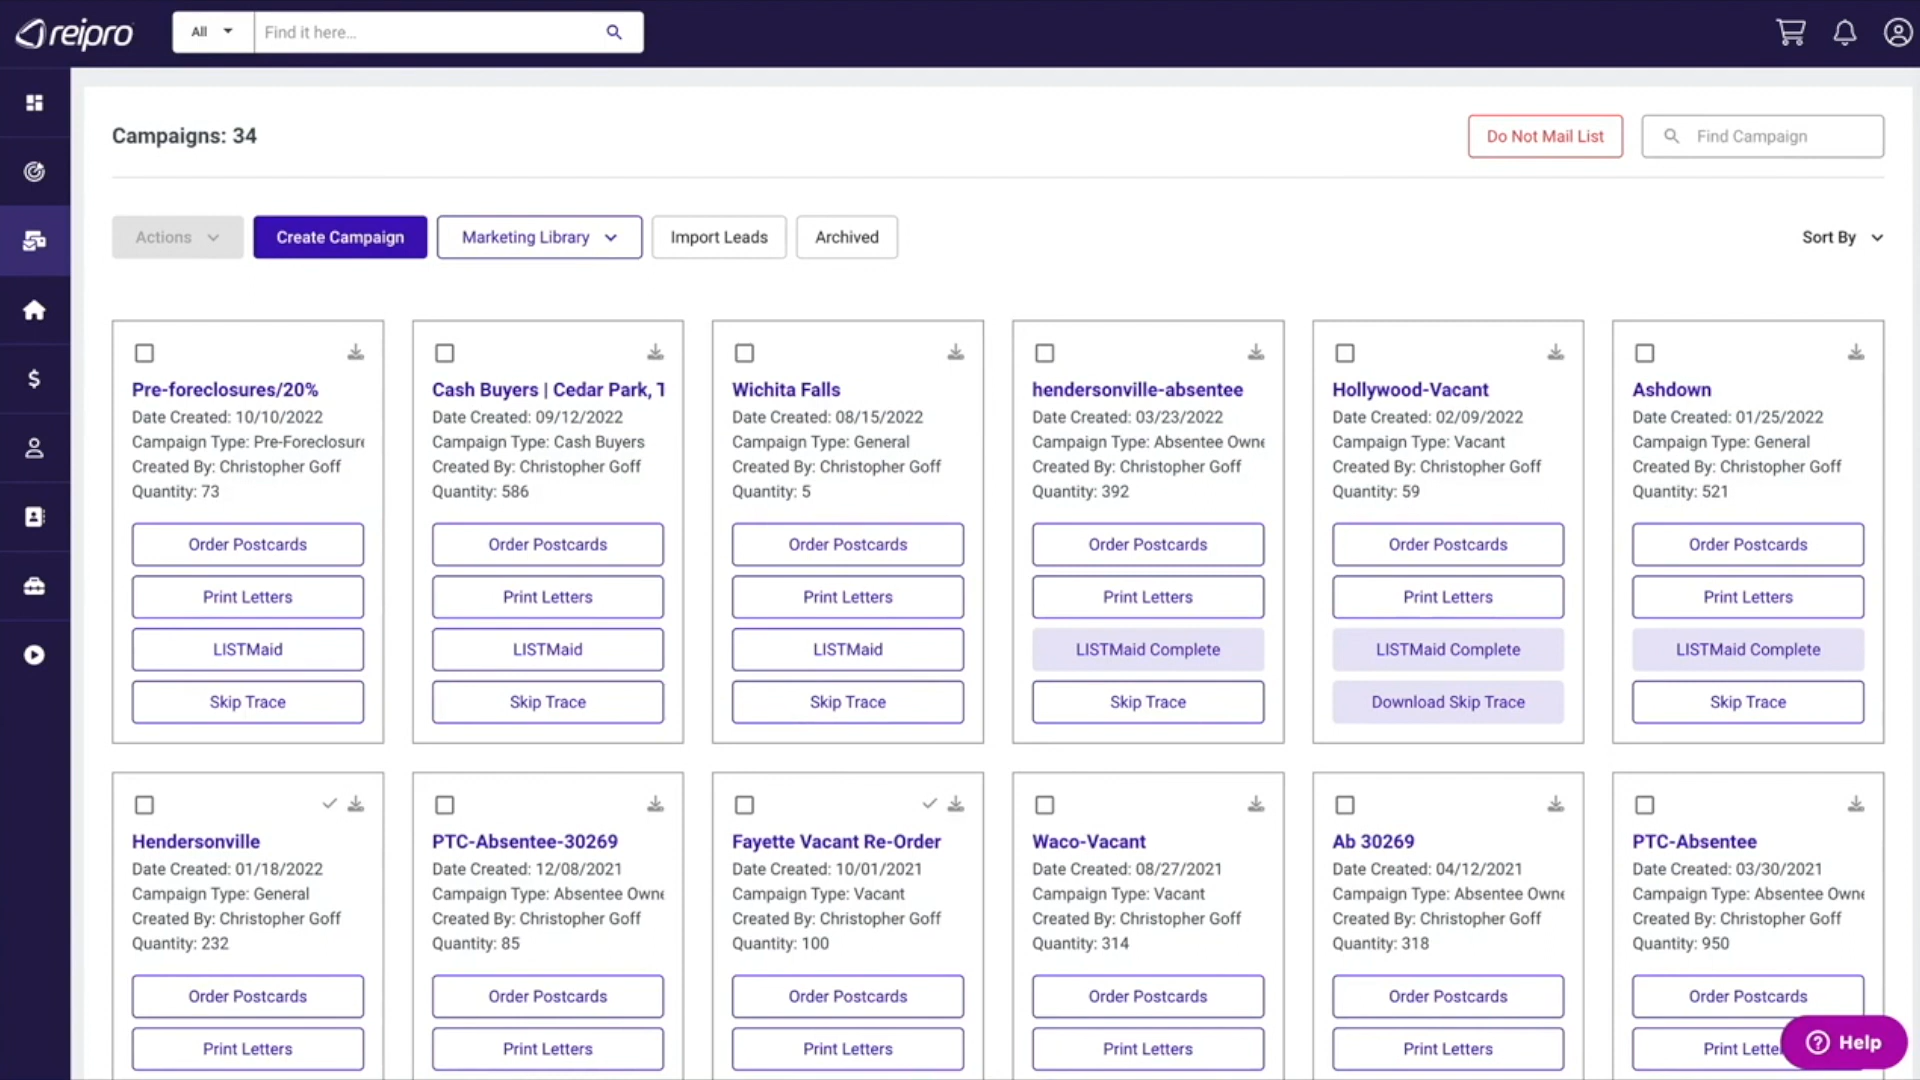 reipro
All
Find it here...
Campaigns: 34
Do Not Mail List
Find Campaign
Actions
Create Campaign
Marketing Library
Import Leads
Archived
Sort By
Pre-foreclosures/20%
Date Created: 10/10/2022
Campaign Type: Pre-Foreclosure
Created By: Christopher Goff
Quantity: 73
Order Postcards
Print Letters
LISTMaid
Skip Trace
Cash Buyers | Cedar Park, T
Date Created: 09/12/2022
Campaign Type: Cash Buyers
Created By: Christopher Goff
Quantity: 586
Order Postcards
Print Letters
LISTMaid
Skip Trace
Wichita Falls
Date Created: 08/15/2022
Campaign Type: General
Created By: Christopher Goff
Quantity: 5
Order Postcards
Print Letters
LISTMaid
Skip Trace
hendersonville-absentee
Date Created: 03/23/2022
Campaign Type: Absentee Owne
Created By: Christopher Goff
Quantity: 392
Order Postcards
Print Letters
LISTMaid Complete
Skip Trace
Hollywood-Vacant
Date Created: 02/09/2022
Campaign Type: Vacant
Created By: Christopher Goff
Quantity: 59
Order Postcards
Print Letters
LISTMaid Complete
Download Skip Trace
Ashdown
Date Created: 01/25/2022
Campaign Type: General
Created By: Christopher Goff
Quantity: 521
Order Postcards
Print Letters
LISTMaid Complete
Skip Trace
Hendersonville
Date Created: 01/18/2022
Campaign Type: General
Created By: Christopher Goff
Quantity: 232
Order Postcards
Print Letters
PTC-Absentee-30269
Date Created: 12/08/2021
Campaign Type: Absentee Owne
Created By: Christopher Goff
Quantity: 85
Order Postcards
Print Letters
Fayette Vacant Re-Order
Date Created: 10/01/2021
Campaign Type: Vacant
Created By: Christopher Goff
Quantity: 100
Order Postcards
Print Letters
Waco-Vacant
Date Created: 08/27/2021
Campaign Type: Vacant
Created By: Christopher Goff
Quantity: 314
Order Postcards
Print Letters
Ab 30269
Date Created: 04/12/2021
Campaign Type: Absentee Owne
Created By: Christopher Goff
Quantity: 318
Order Postcards
Print Letters
PTC-Absentee
Date Created: 03/30/2021
Campaign Type: Absentee Owne
Created By: Christopher Goff
Quantity: 950
Order Postcards
Print Lette
Help